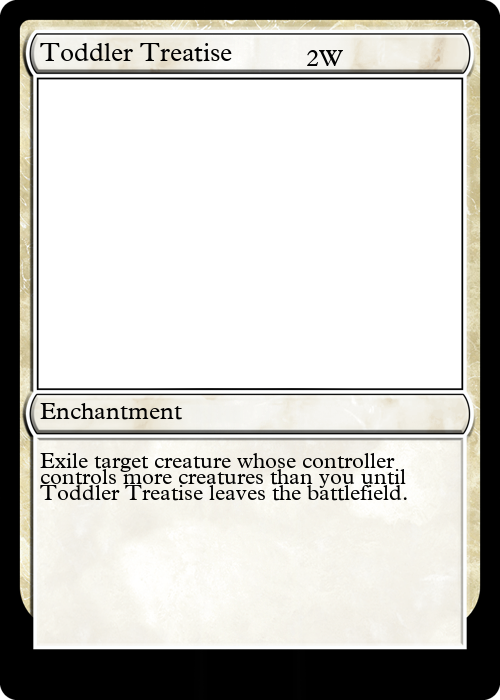 Toddler Treatise 2W
Enchantment
Exile target creature whose controller
controls more creatures than you until
Toddler Treatise leaves the battlefield.